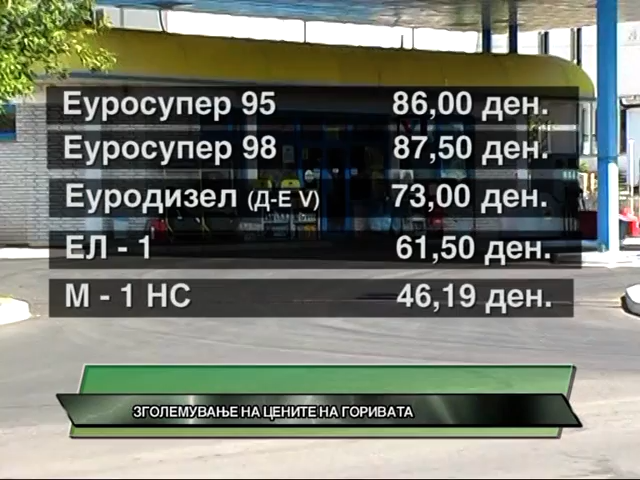 Еуросупер 95 86,00 ден.
Еуросупер 98 87,50 ден.
Еуродизел (Д-Е V) 73,00 ден.
ЕЛ - 1 61,50 ден.
М - 1 НС 46,19 ден.
ЗГОЛЕМУВАЊЕ НА ЦЕНИТЕ НА ГОРИВАТА